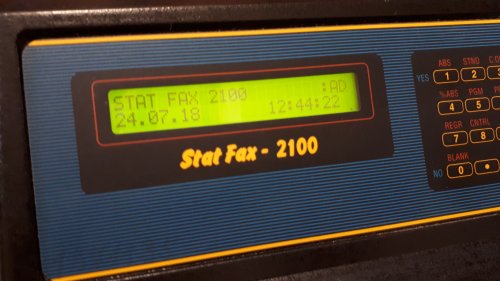 STAT FAX 2100 :AD
24.07.18 12:44:22
Stat Fax - 2100
ABS STND
YES 1 2
%ABS PGM
4 5
REGR CNTRL
7 8
BLANK
NO 0 •